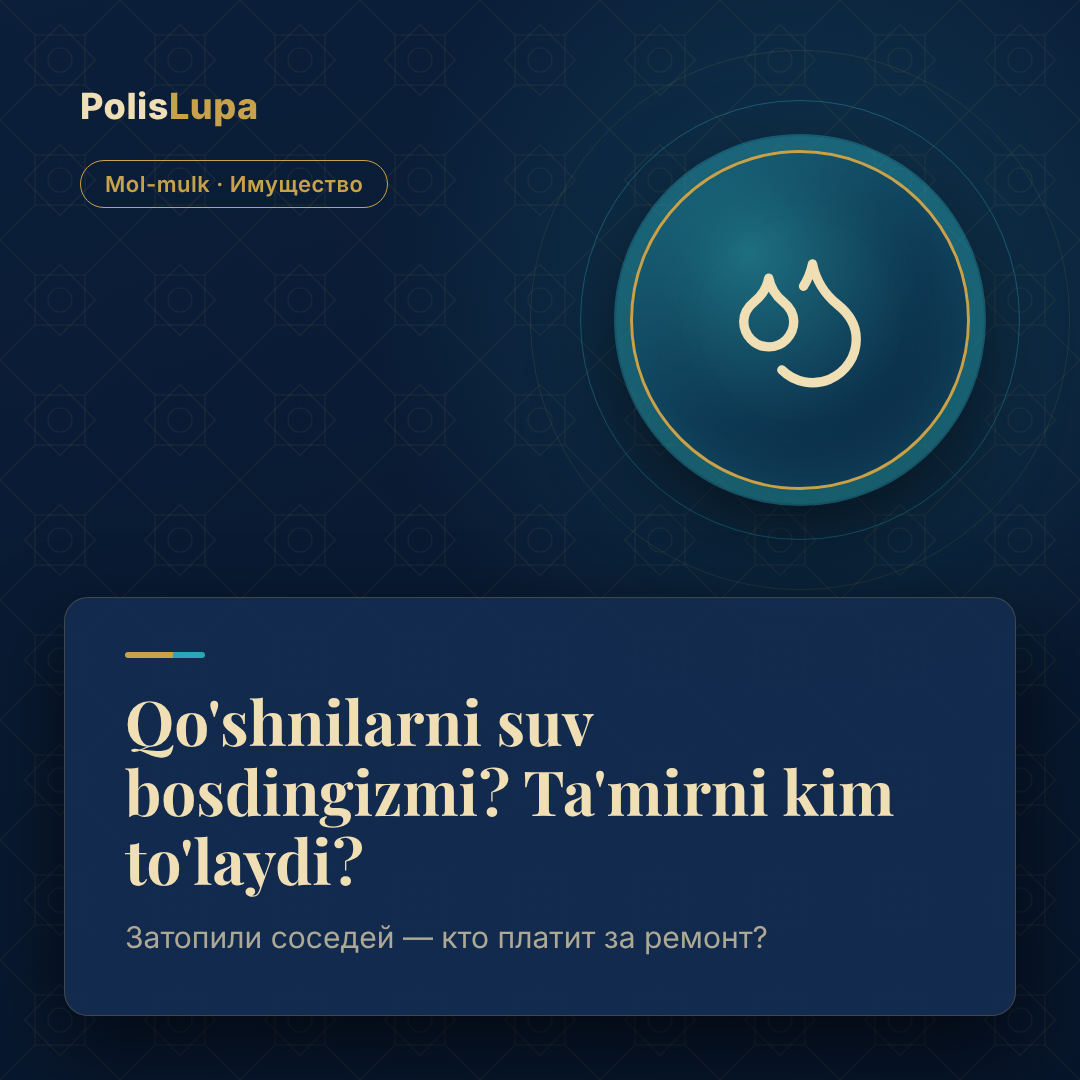 PolisLupa
Mol-mulk · Имущество
Qo'shnilarni suv
bosdingizmi? Ta'mirni kim
to'laydi?
Затопили соседей — кто платит за ремонт?